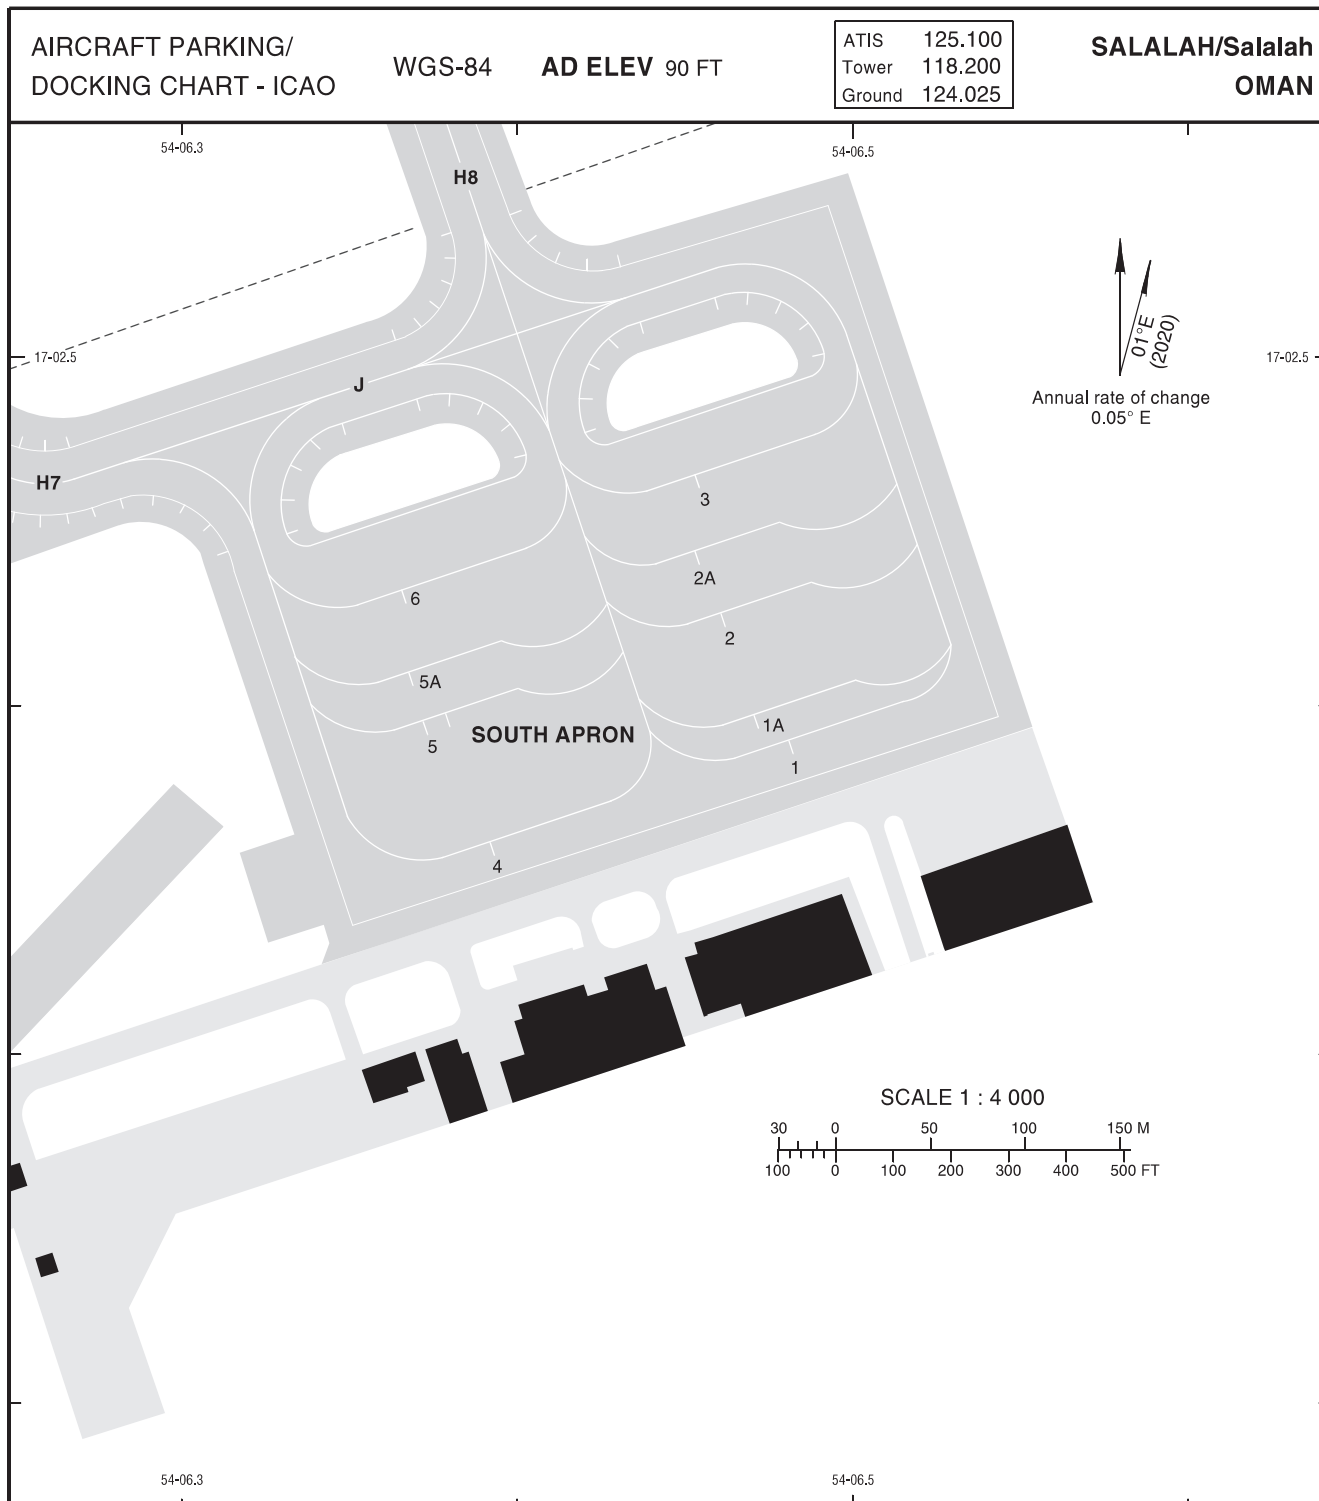 AIRCRAFT PARKING/
DOCKING CHART - ICAO
WGS-84
AD ELEV 90 FT
ATIS 125.100
Tower 118.200
Ground 124.025
SALALAH/Salalah
OMAN
54-06.3
54-06.5
H8
17-02.5
17-02.5
01°E
(2020)
Annual rate of change
0.05° E
J
H7
3
2A
6
2
5A
1A
5
SOUTH APRON
1
4
SCALE 1 : 4 000
30 0 50 100 150 M
100 0 100 200 300 400 500 FT
54-06.3
54-06.5